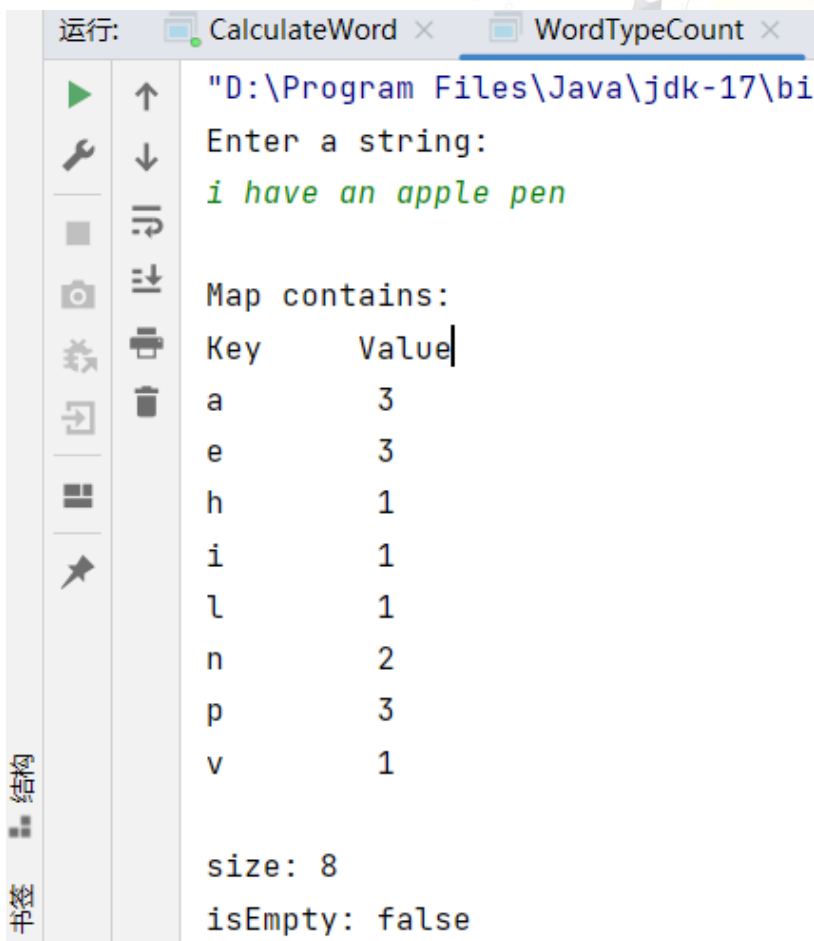 运行: CalculateWord × WordTypeCount ×
"D:\Program Files\Java\jdk-17\bi
Enter a string:
i have an apple pen
Map contains:
Key Value
a 3
e 3
h 1
i 1
l 1
n 2
p 3
v 1
size: 8
isEmpty: false
结构
书签